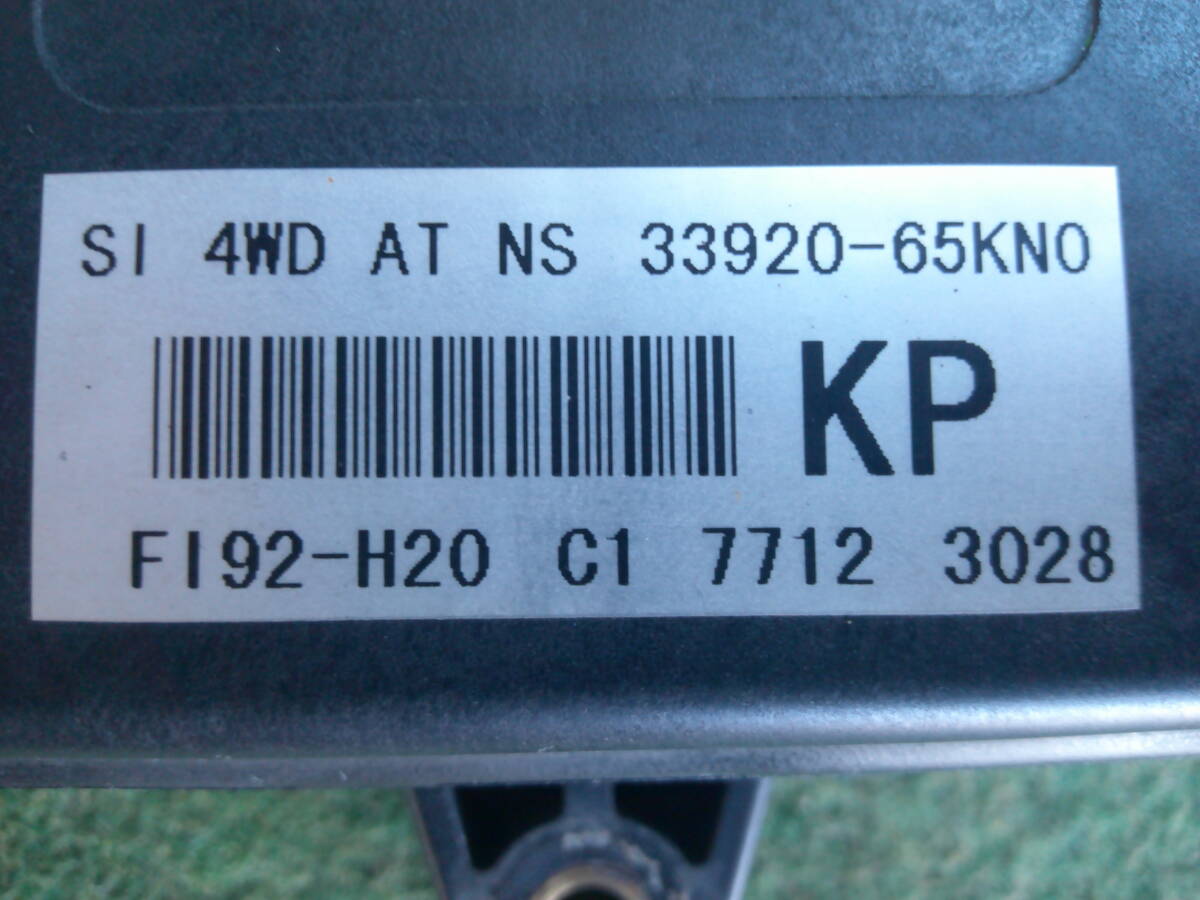 SI 4WD AT NS 33920-65KN0
KP
FI92-H20 C1 7712 3028